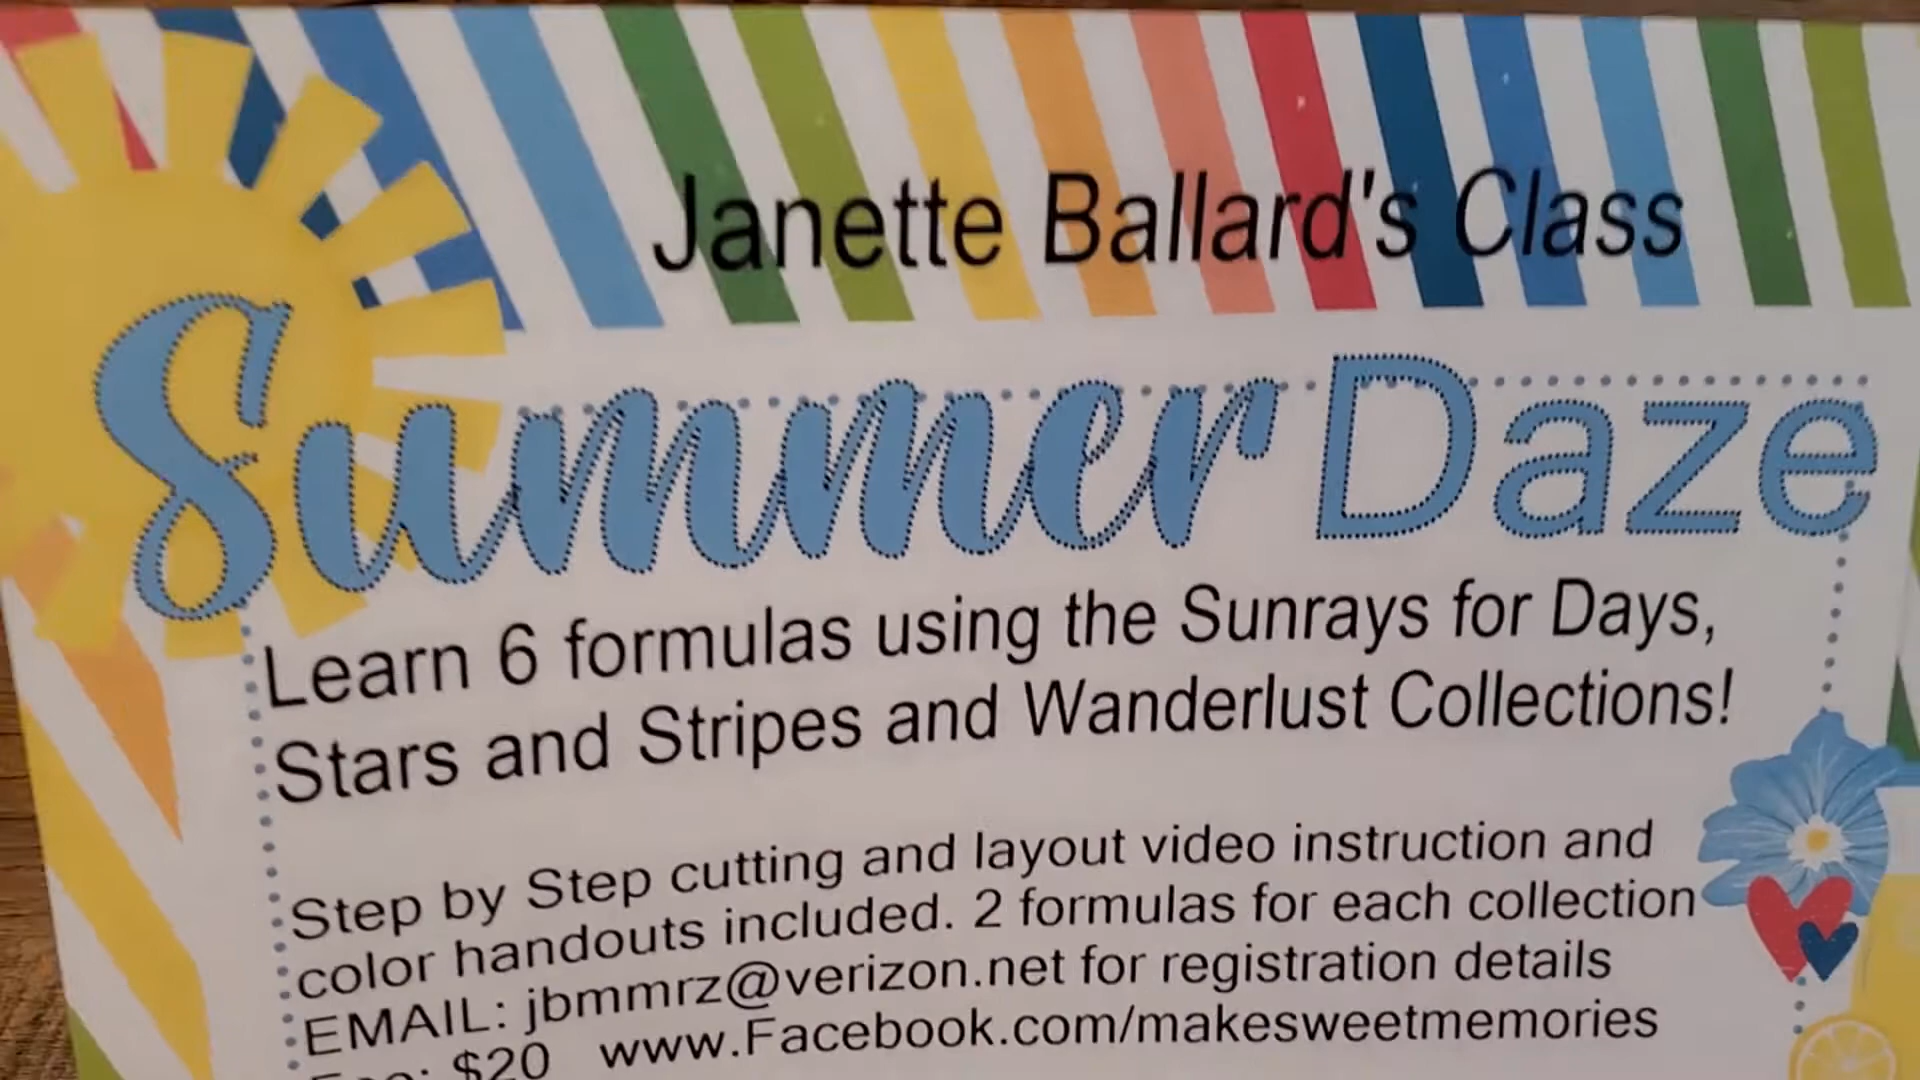 Janette Ballard's Class
Summer Daze
Learn 6 formulas using the Sunrays for Days,
Stars and Stripes and Wanderlust Collections!
Step by Step cutting and layout video instruction and
color handouts included. 2 formulas for each collection
EMAIL: jbmmrz@verizon.net for registration details
$20 www.Facebook.com/makesweetmemories